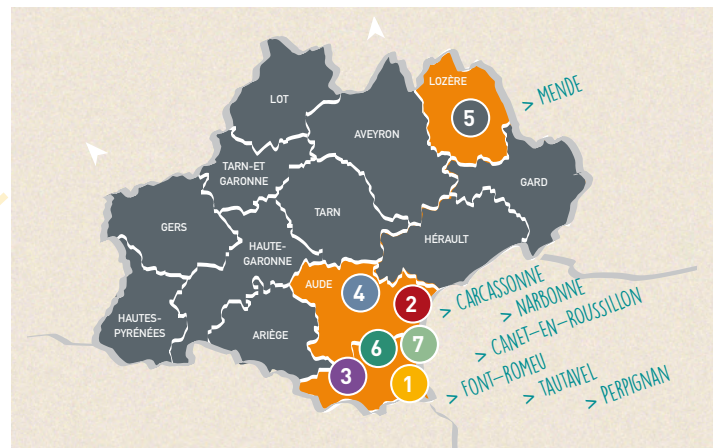 LOT
LOZÈRE
5
> MENDE
AVEYRON
TARN-ET
GARONNE
GARD
TARN
GERS
HAUTE-
GARONNE
HÉRAULT
AUDE
4
2
> CARCASSONNE
> NARBONNE
> CANET-EN-ROUSSILLON
HAUTES-
PYRÉNÉES
ARIÈGE
6
7
3
1
> FONT-ROMEU
> TAUTAVEL
> PERPIGNAN